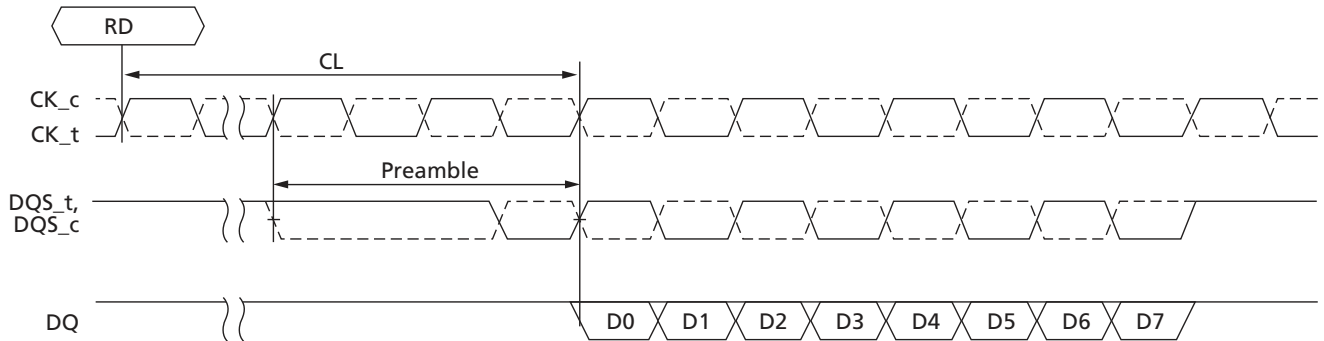 RD
CL
CK_c
CK_t
Preamble
DQS_t,
DQS_c
DQ
D0 D1 D2 D3 D4 D5 D6 D7